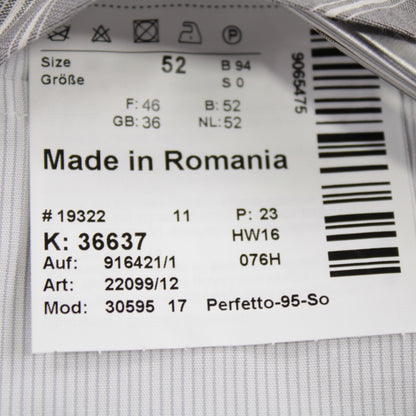 P
Size 52 B 94
Größe S 0
F: 46 B: 52
GB: 36 NL: 52
9065475
Made in Romania
# 19322 11 P: 23
K: 36637 HW16
Auf: 916421/1 076H
Art: 22099/12
Mod: 30595 17 Perfetto-95-So